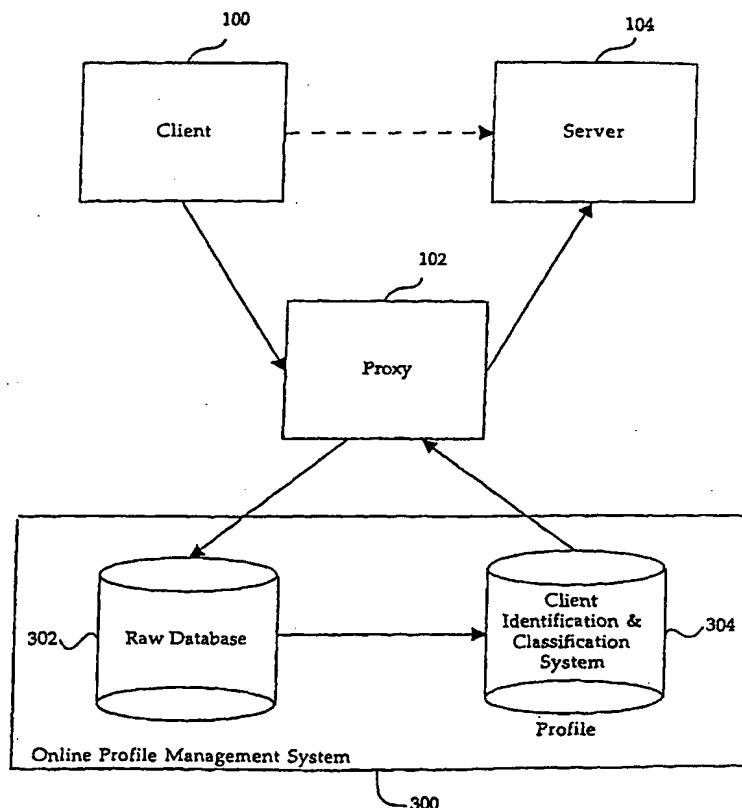 100
104
Client
Server
102
Proxy
302
Raw Database
Client
Identification &
Classification
System
304
Profile
Online Profile Management System
300